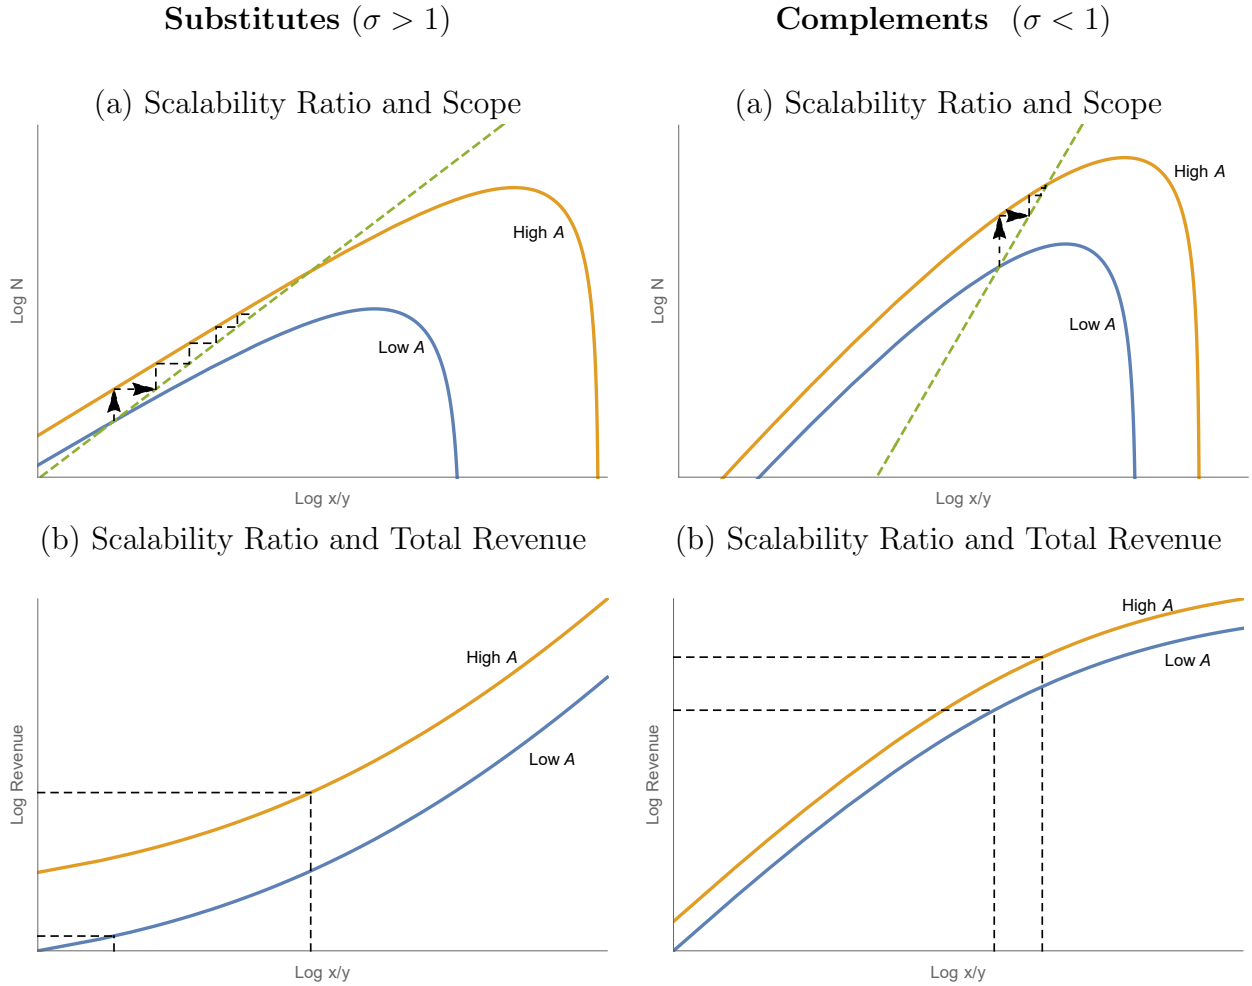 Substitutes (σ > 1)
Complements (σ < 1)
(a) Scalability Ratio and Scope
(a) Scalability Ratio and Scope
High A
Low A
Log N
Log x/y
High A
Low A
Log N
Log x/y
(b) Scalability Ratio and Total Revenue
(b) Scalability Ratio and Total Revenue
High A
Low A
Log Revenue
Log x/y
High A
Low A
Log Revenue
Log x/y